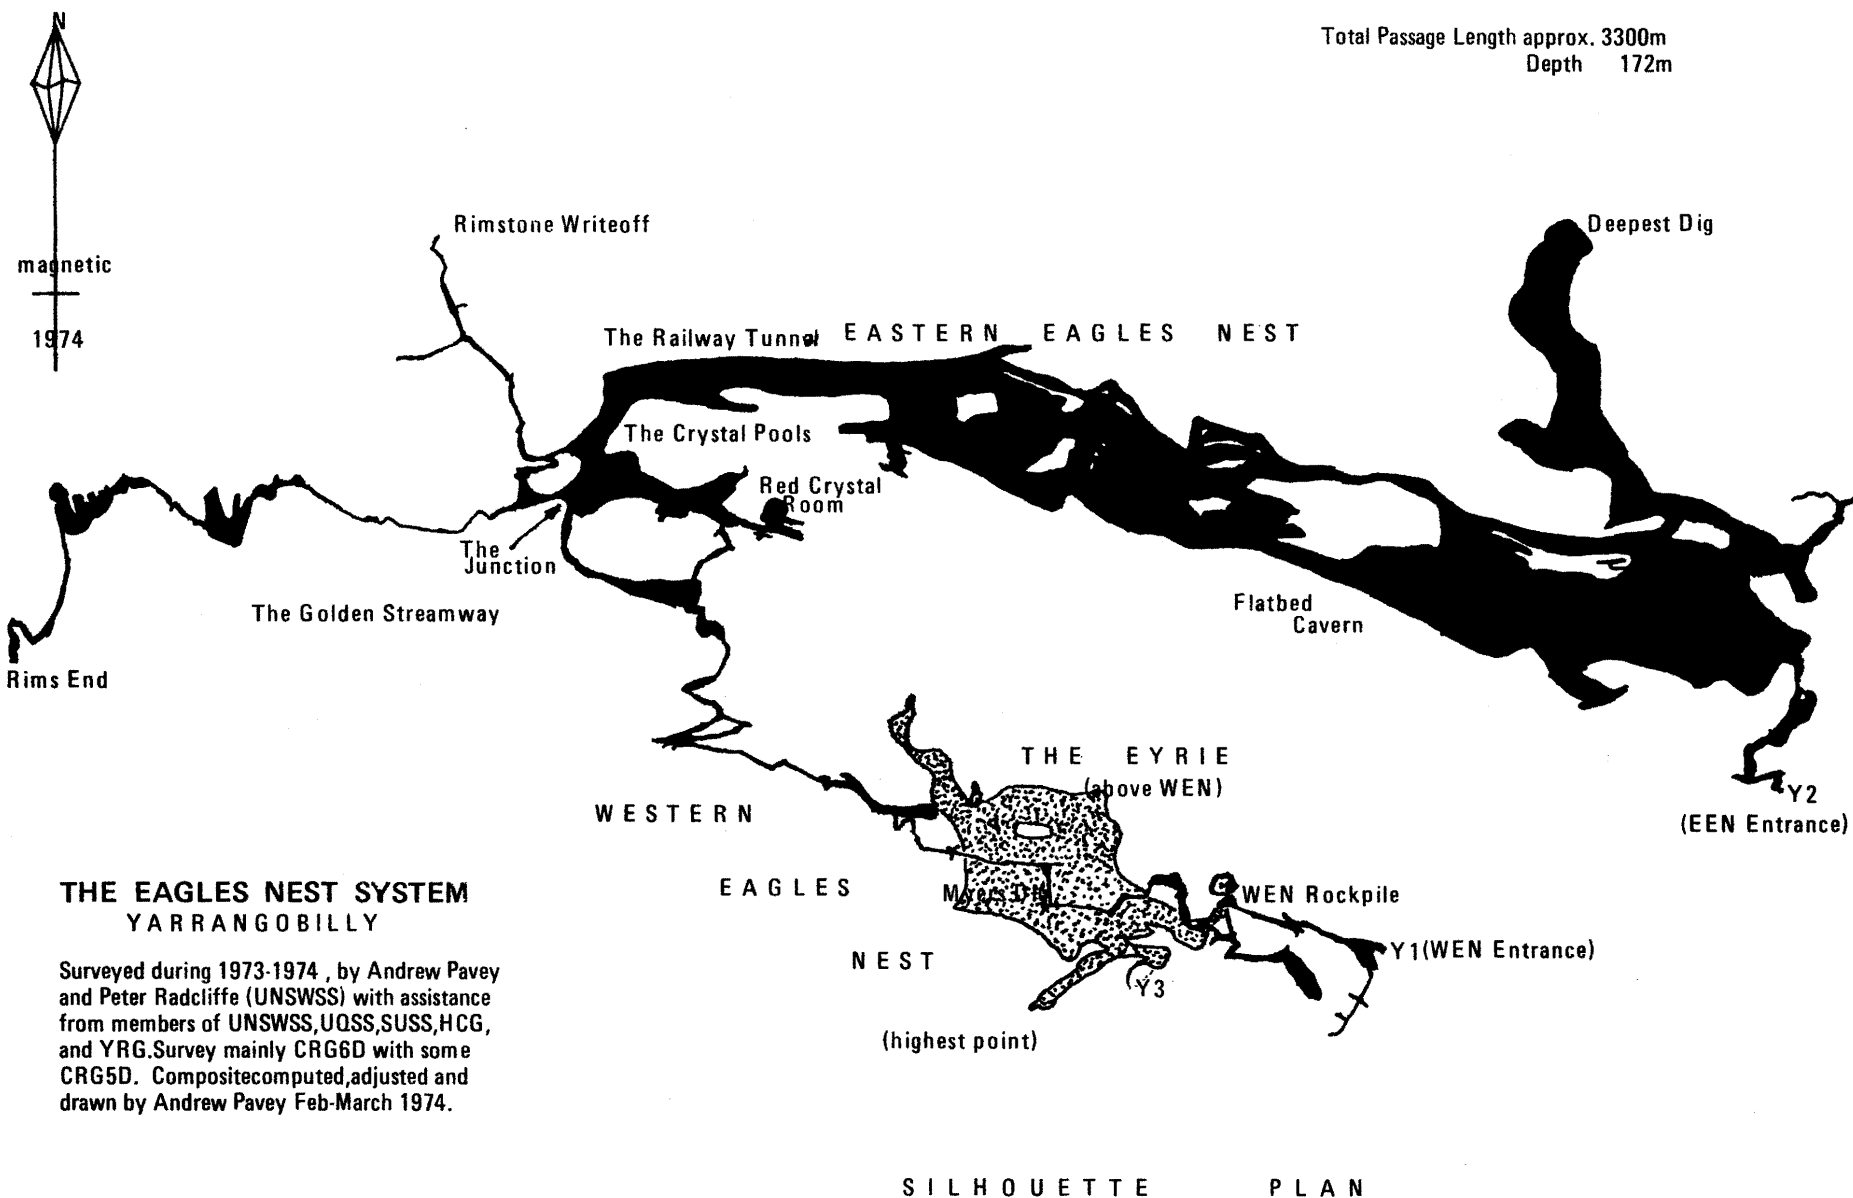 N
Total Passage Length approx. 3300m
Depth 172m
Rimstone Writeoff
Deepest Dig
magnetic
1974
The Railway Tunnel
EASTERN EAGLES NEST
The Crystal Pools
Red Crystal
Room
The
Junction
The Golden Streamway
Flatbed
Cavern
Rims End
THE EYRIE
(above WEN)
Y2
(EEN Entrance)
WESTERN
EAGLES
NEST
WEN Rockpile
Y1(WEN Entrance)
Y3
(highest point)
THE EAGLES NEST SYSTEM
YARRANGOBILLY
Surveyed during 1973-1974 , by Andrew Pavey
and Peter Radcliffe (UNSWSS) with assistance
from members of UNSWSS,UQSS,SUSS,HCG,
and YRG.Survey mainly CRG6D with some
CRG5D. Compositecomputed,adjusted and
drawn by Andrew Pavey Feb-March 1974.
SILHOUETTE PLAN